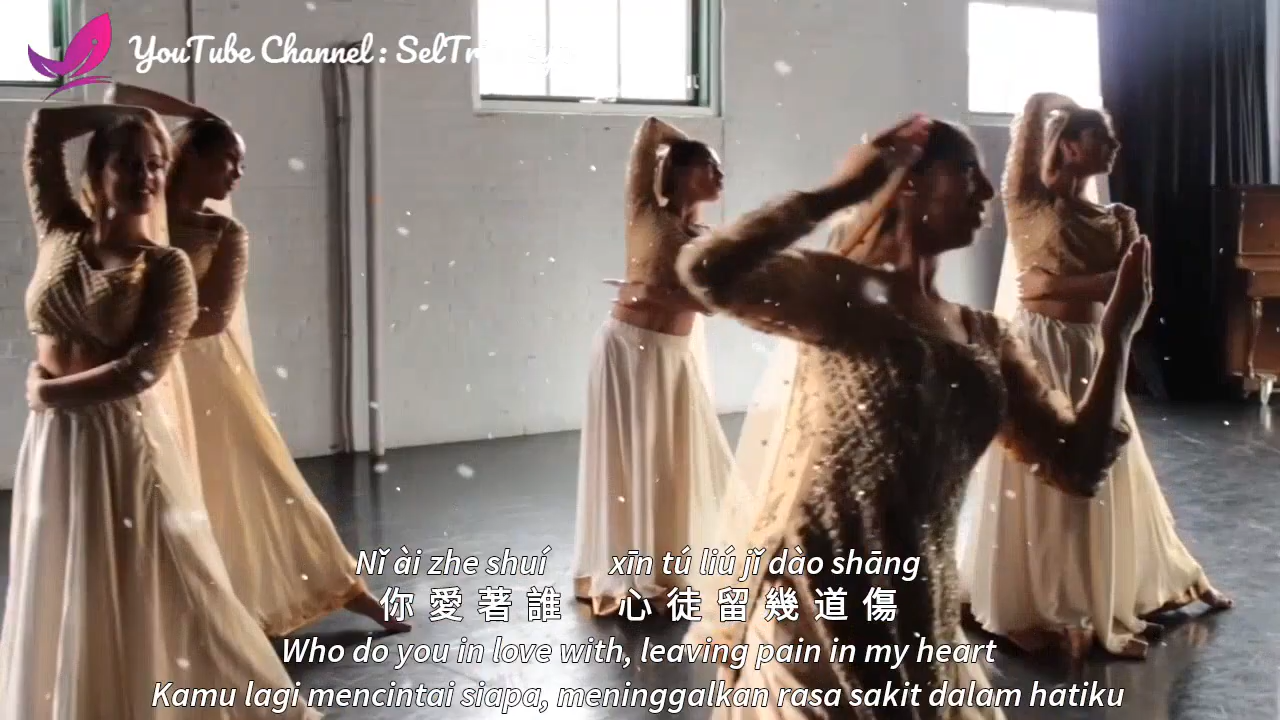 YouTube Channel : SelTr
Nǐ ài zhe shuí xīn tú liú jǐ dào shāng
你愛著誰 心徒留幾道傷
Who do you in love with, leaving pain in my heart
Kamu lagi mencintai siapa, meninggalkan rasa sakit dalam hatiku